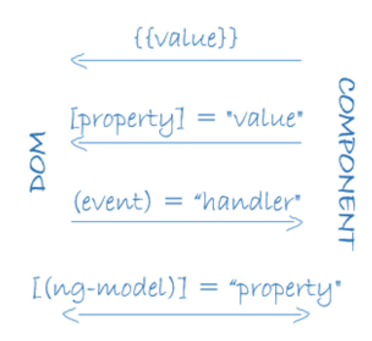 {{value}}
[property] = "value"
DOM
COMPONENT
(event) = “handler"
[(ng-model)] = “property"